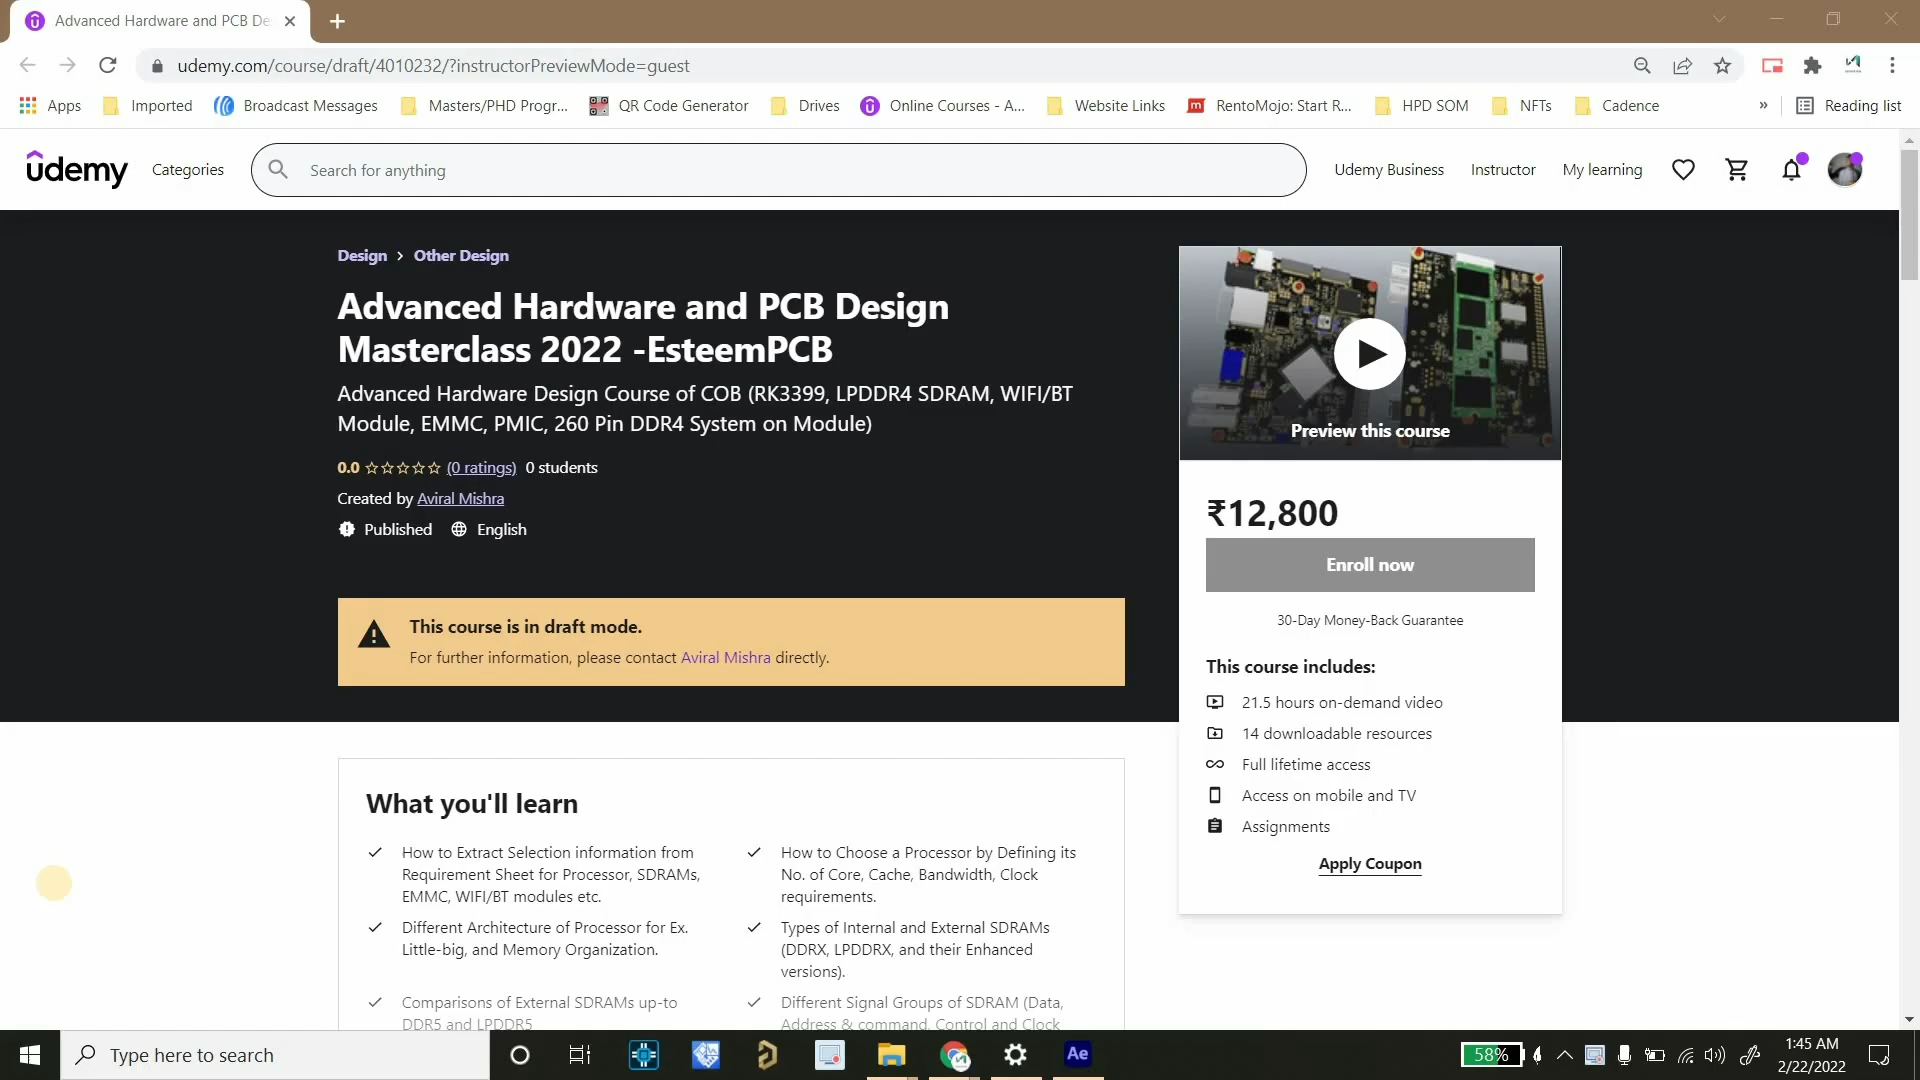 Advanced Hardware and PCB De
udemy.com/course/draft/4010232/?instructorPreviewMode=guest
Apps Imported Broadcast Messages Masters/PHD Progr... QR Code Generator Drives Online Courses - A... Website Links RentoMojo: Start R... HPD SOM NFTs Cadence » Reading list
udemy Categories Search for anything Udemy Business Instructor My learning
Design > Other Design
Advanced Hardware and PCB Design
Masterclass 2022 -EsteemPCB
Advanced Hardware Design Course of COB (RK3399, LPDDR4 SDRAM, WIFI/BT
Module, EMMC, PMIC, 260 Pin DDR4 System on Module)
0.0 (0 ratings) 0 students
Created by Aviral Mishra
Published English
This course is in draft mode.
For further information, please contact Aviral Mishra directly.
Preview this course
₹12,800
Enroll now
30-Day Money-Back Guarantee
This course includes:
21.5 hours on-demand video
14 downloadable resources
Full lifetime access
Access on mobile and TV
Assignments
Apply Coupon
What you'll learn
How to Extract Selection information from
Requirement Sheet for Processor, SDRAMs,
EMMC, WIFI/BT modules etc.
How to Choose a Processor by Defining its
No. of Core, Cache, Bandwidth, Clock
requirements.
Different Architecture of Processor for Ex.
Little-big, and Memory Organization.
Types of Internal and External SDRAMs
(DDRX, LPDDRX, and their Enhanced
versions).
Comparisons of External SDRAMs up-to
DDR5 and LPDDR5
Different Signal Groups of SDRAM (Data,
Address & command, Control and Clock
Type here to search
Ae
58%
1:45 AM
2/22/2022